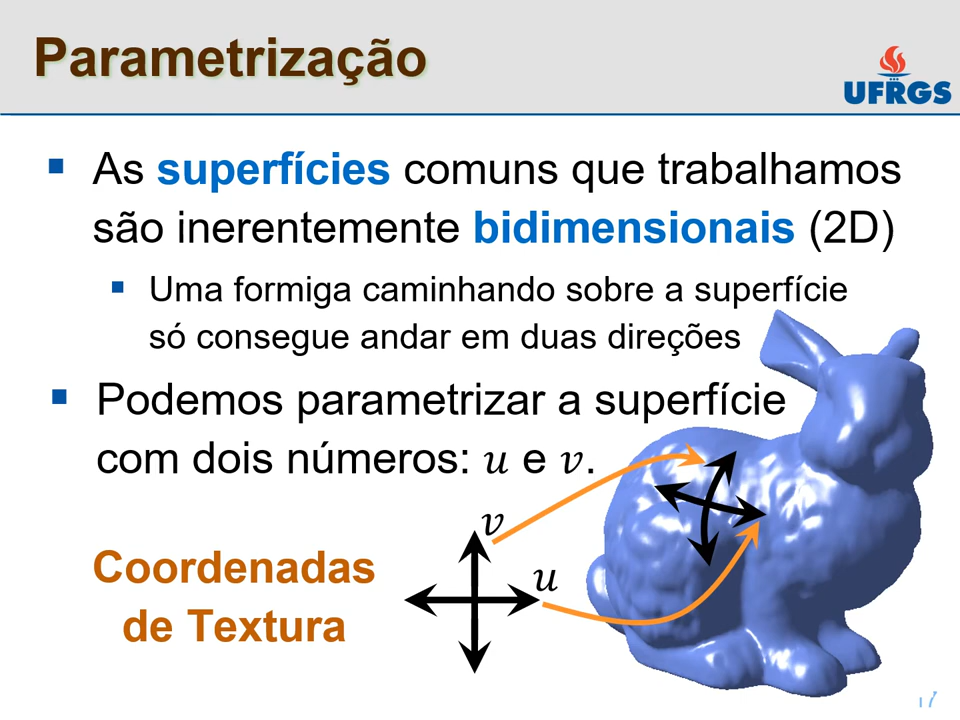 Parametrização
UFRGS
As superfícies comuns que trabalhamos
são inerentemente bidimensionais (2D)
Uma formiga caminhando sobre a superfície
só consegue andar em duas direções
Podemos parametrizar a superfície
com dois números: u e v.
v
u
Coordenadas
de Textura
17